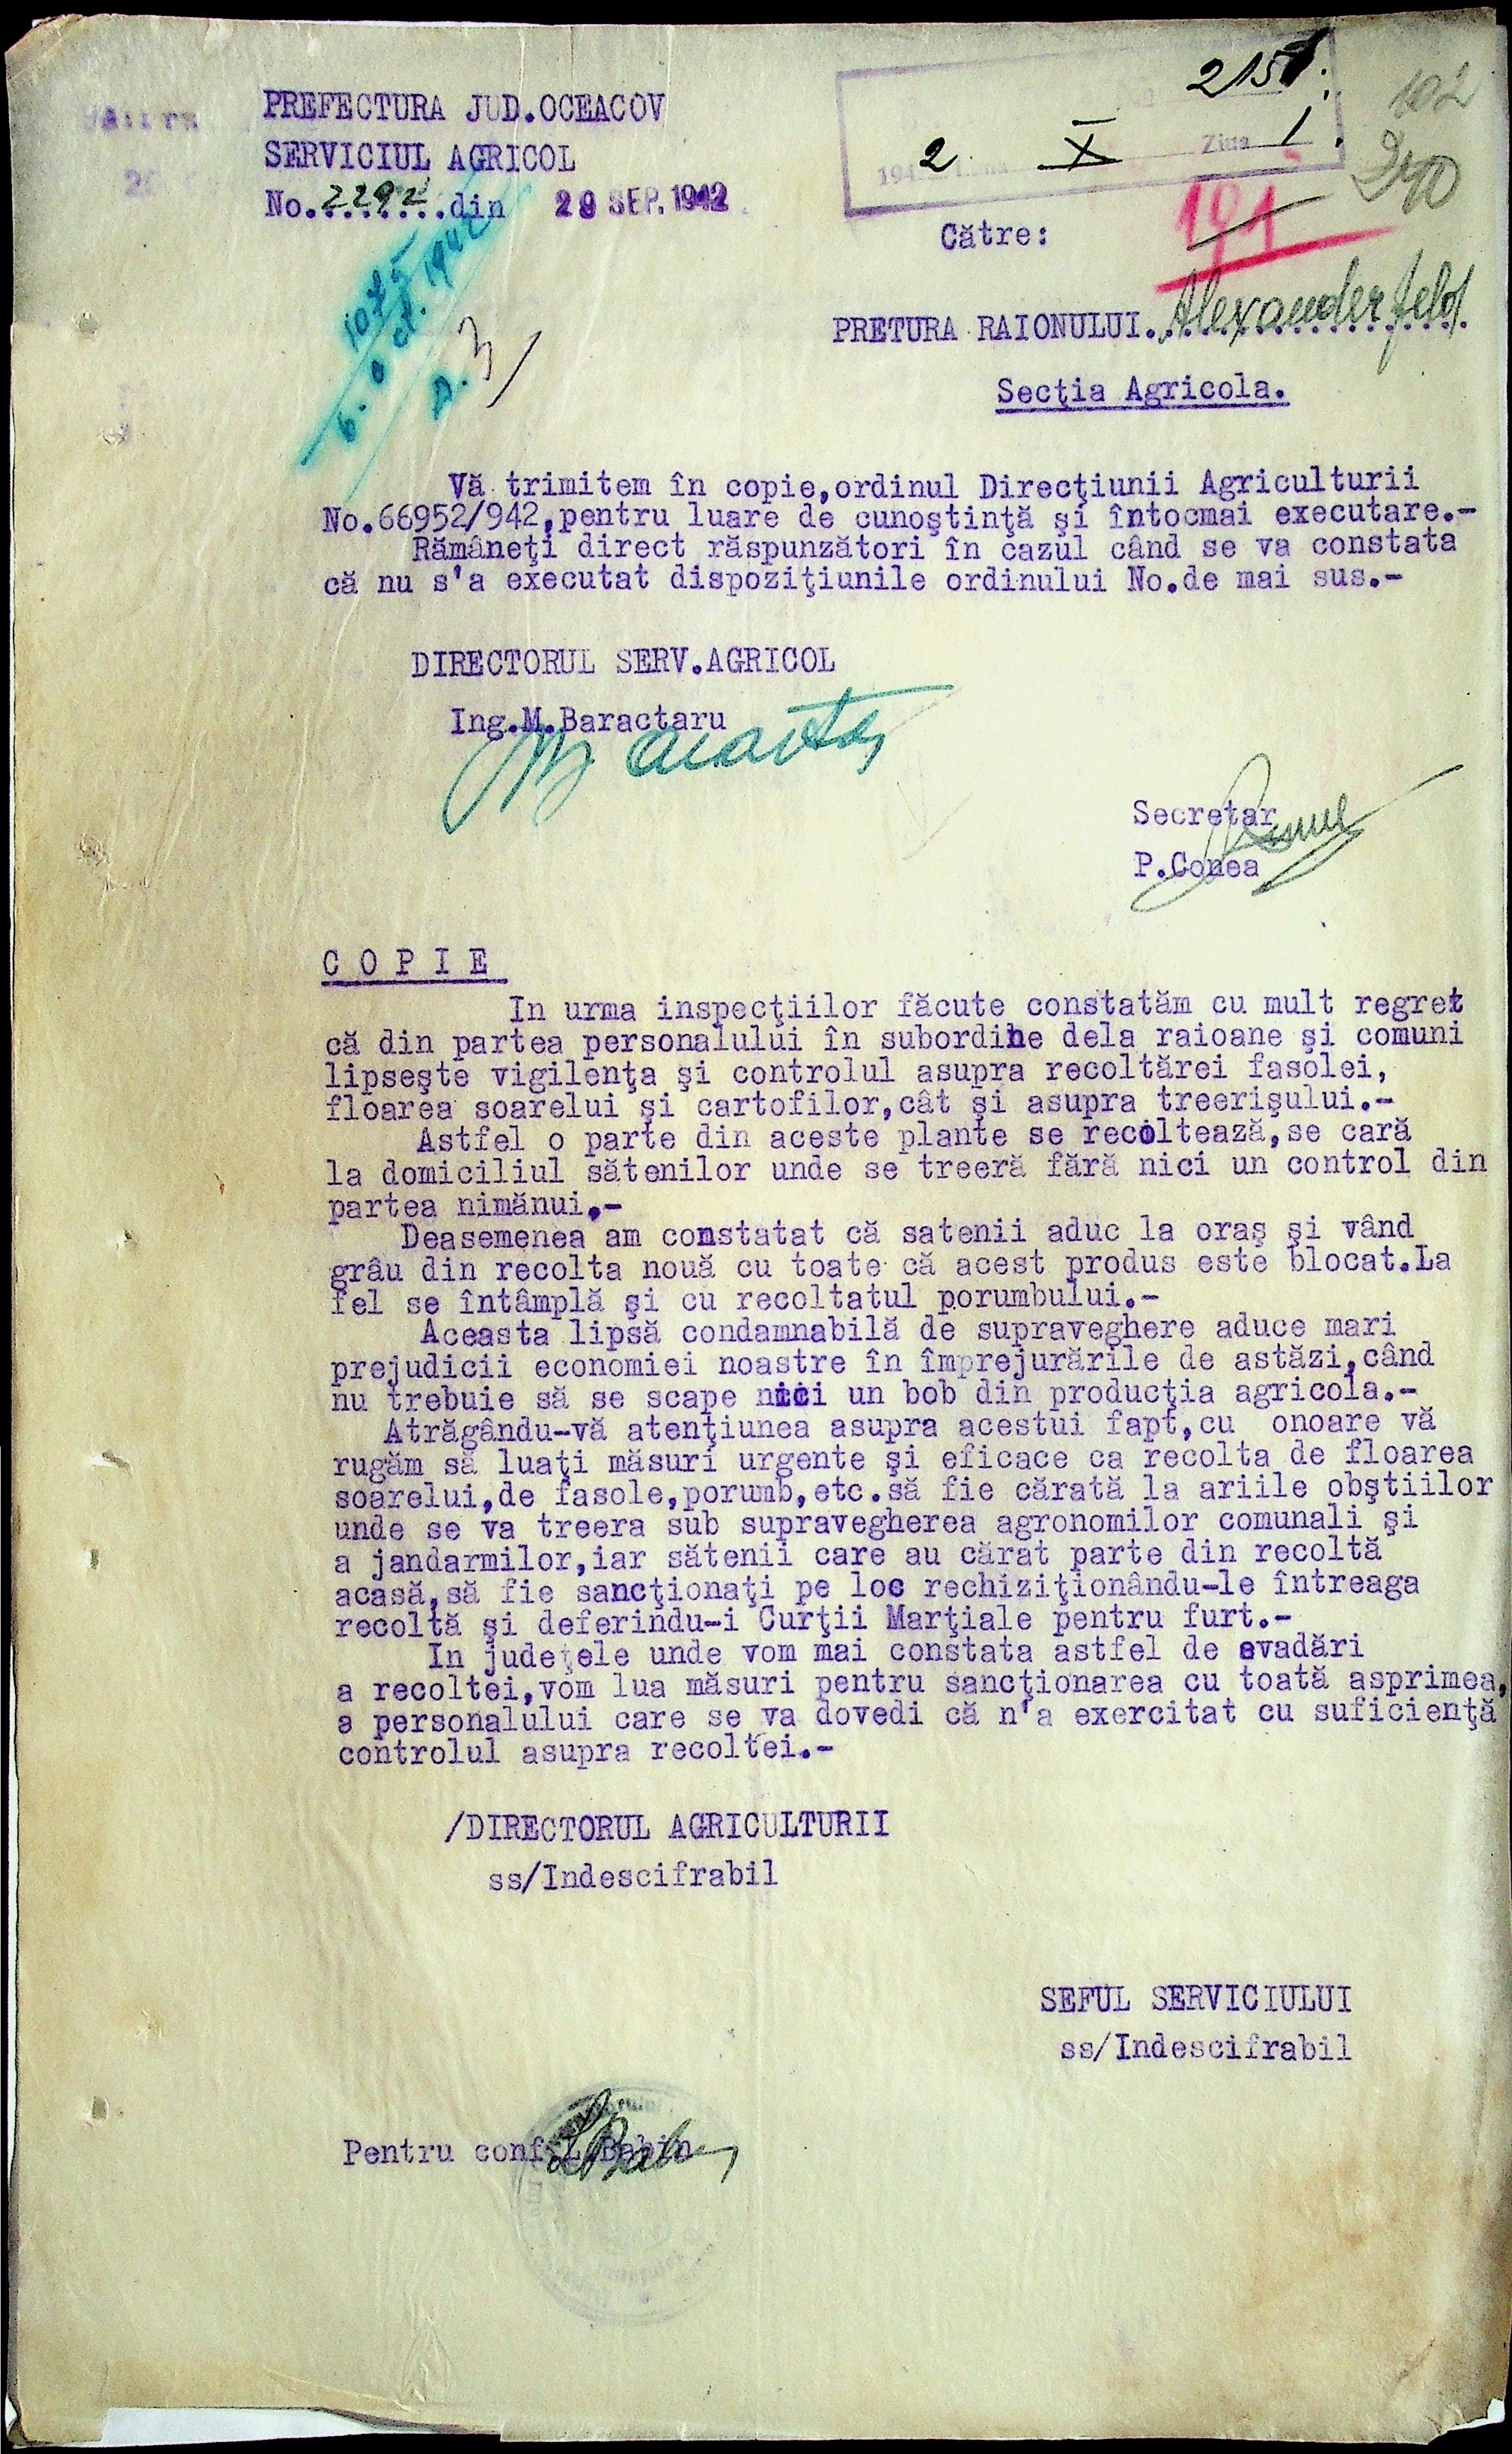 PREFECTURA JUD.OCEACOV
SERVICIUL AGRICOL
No.2292 din 29 SEP. 1942
215
194 2 X Ziua 1
102
240
101
1075
6. oct. 1942
D. 3
Către:
PRETURA RAIONULUI.Alexanderfeld
Secţia Agricola.
Vă trimitem în copie,ordinul Direcţiunii Agriculturii
No.66952/942,pentru luare de cunoştinţă şi întocmai executare.-
Rămâneţi direct răspunzători în cazul când se va constata
că nu s'a executat dispoziţiunile ordinului No.de mai sus.-
DIRECTORUL SERV.AGRICOL
Ing.M.Baractaru
Secretar
P.Conea
C O P I E
In urma inspecţiilor făcute constatăm cu mult regret
că din partea personalului în subordine dela raioane şi comuni
lipseşte vigilenţa şi controlul asupra recoltărei fasolei,
floarea soarelui şi cartofilor,cât şi asupra treerişului.-
Astfel o parte din aceste plante se recoltează,se cară
la domiciliul sătenilor unde se treeră fără nici un control din
partea nimănui.-
Deasemenea am constatat că satenii aduc la oraş şi vând
grâu din recolta nouă cu toate că acest produs este blocat.La
fel se întâmplă şi cu recoltatul porumbului.-
Aceasta lipsă condamnabilă de supraveghere aduce mari
prejudicii economiei noastre în împrejurările de astăzi,când
nu trebuie să se scape nici un bob din producţia agricola.-
Atrăgându-vă atenţiunea asupra acestui fapt,cu onoare vă
rugăm să luaţi măsuri urgente şi eficace ca recolta de floarea
soarelui,de fasole,porumb,etc.să fie cărată la ariile obştiilor
unde se va treera sub supravegherea agronomilor comunali şi
a jandarmilor,iar sătenii care au cărat parte din recoltă
acasă,să fie sancţionaţi pe loc rechiziţionându-le întreaga
recoltă şi deferindu-i Curţii Marţiale pentru furt.-
In judeţele unde vom mai constata astfel de evadări
a recoltei,vom lua măsuri pentru sancţionarea cu toată asprimea,
a personalului care se va dovedi că n'a exercitat cu suficienţă
controlul asupra recoltei.-
/DIRECTORUL AGRICULTURII
ss/Indescifrabil
SEFUL SERVICIULUI
ss/Indescifrabil
Pentru conf.L.Babin